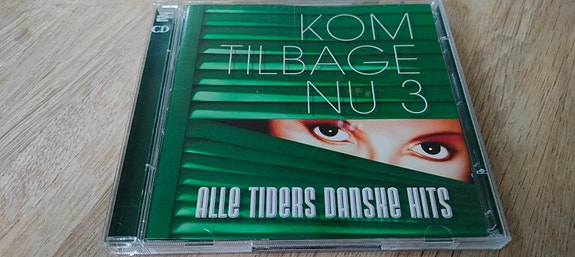 CD
KOM
TILBAGE
NU 3
ALLE TIDERS DANSKE HITS